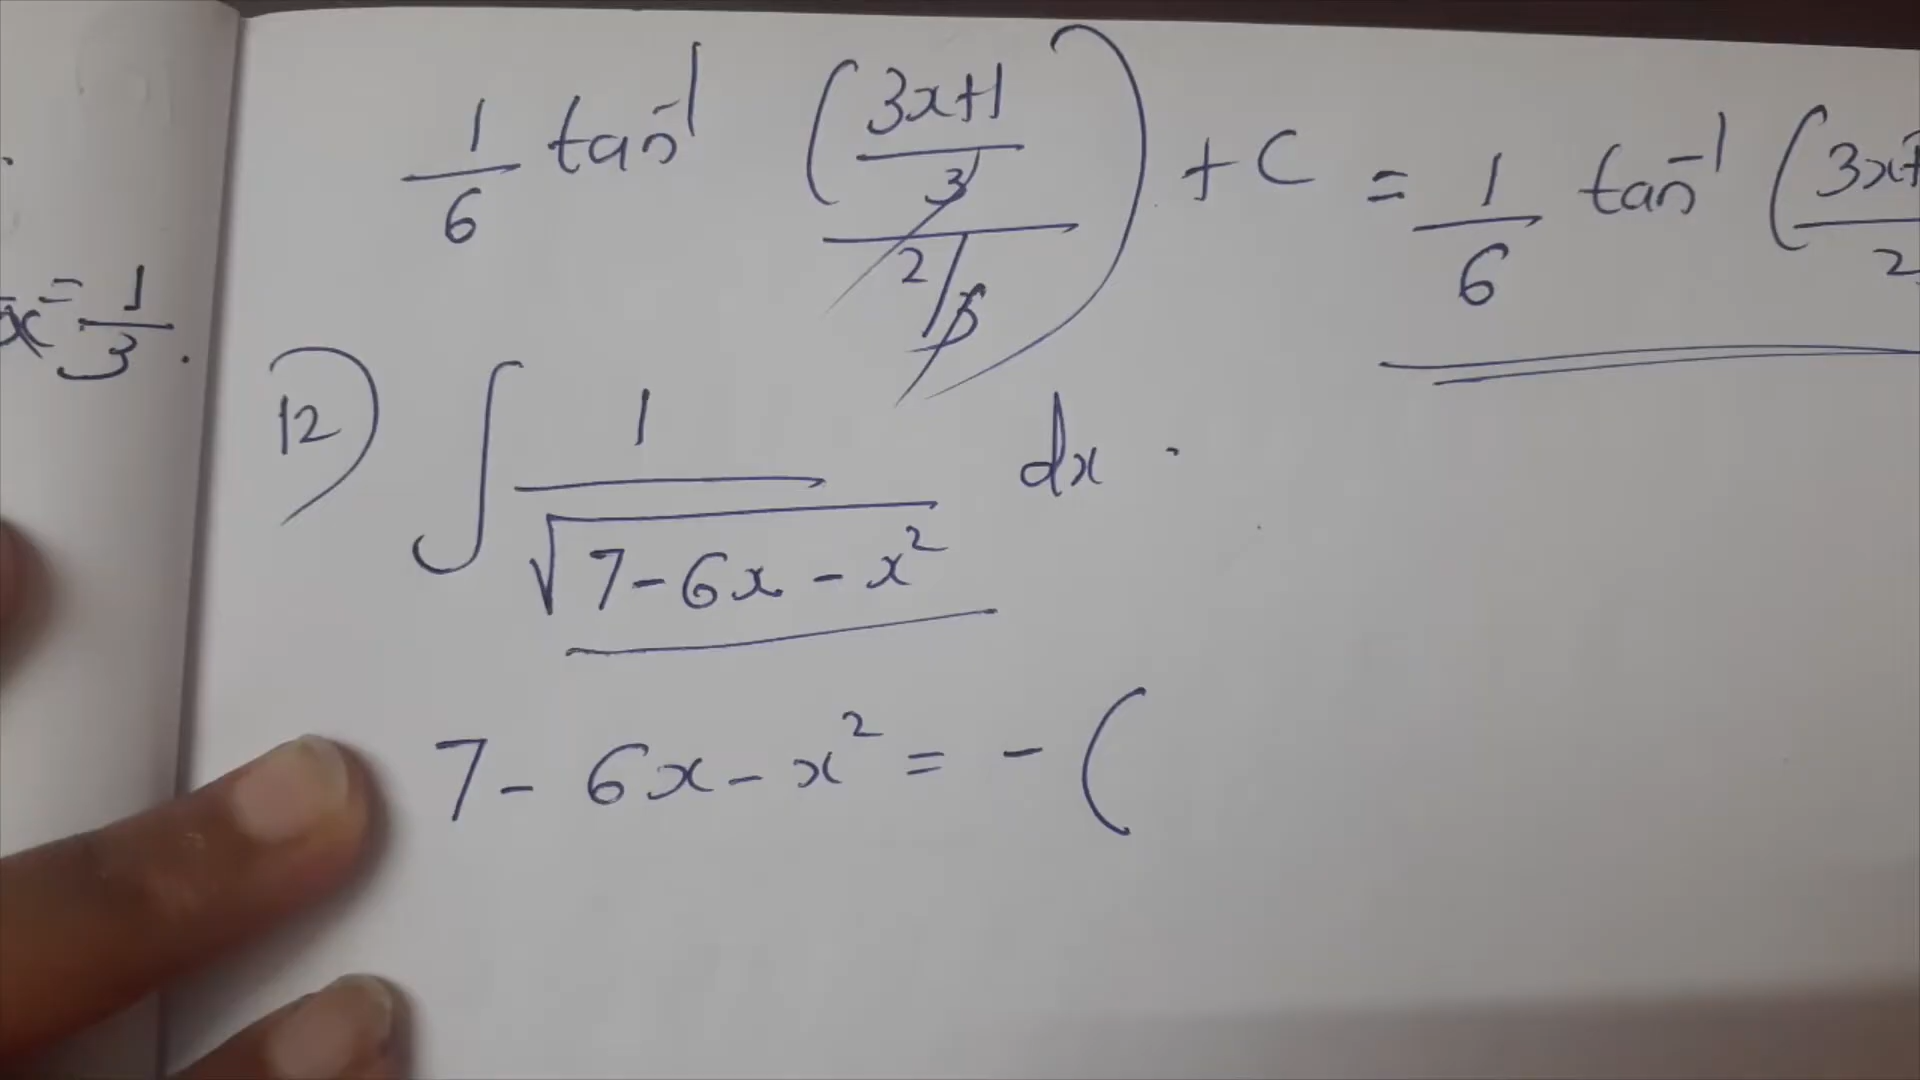 1/6 tan⁻¹ (((3x+1)/3)/(2/3)) + C = 1/6 tan⁻¹ (3x+ /2
x = 1/3 .
12) ∫ 1/√(7-6x-x²) dx .
7 - 6x - x² = - (